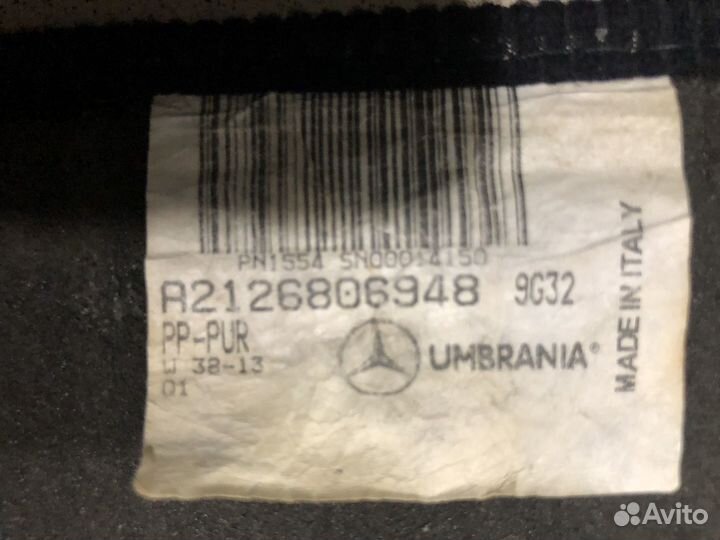 PN1554 SN00014150
A2126806948 9G32
PP-PUR
W 38-13
01
UMBRANIA®
MADE IN ITALY
Avito